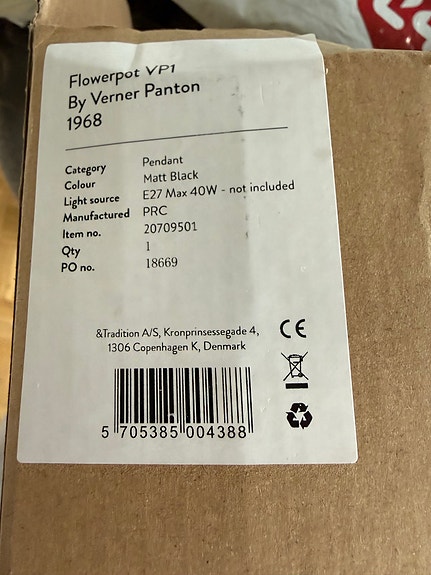 Flowerpot VP1
By Verner Panton
1968
Category Pendant
Colour Matt Black
Light source E27 Max 40W - not included
Manufactured PRC
Item no. 20709501
Qty 1
PO no. 18669
&Tradition A/S, Kronprinsessegade 4,
1306 Copenhagen K, Denmark
CE
5 705385 004388